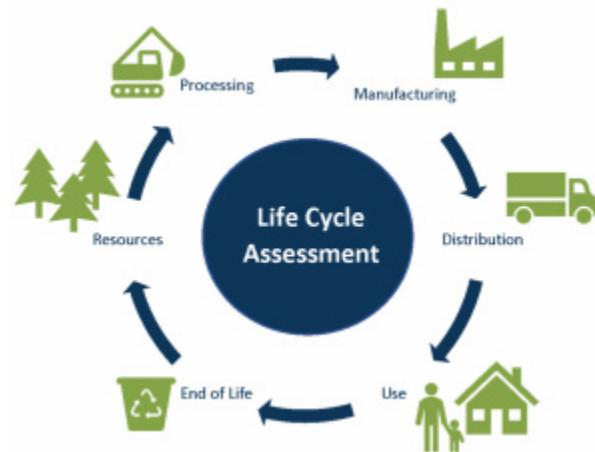 Processing
Manufacturing
Life Cycle
Assessment
Resources
Distribution
End of Life
Use